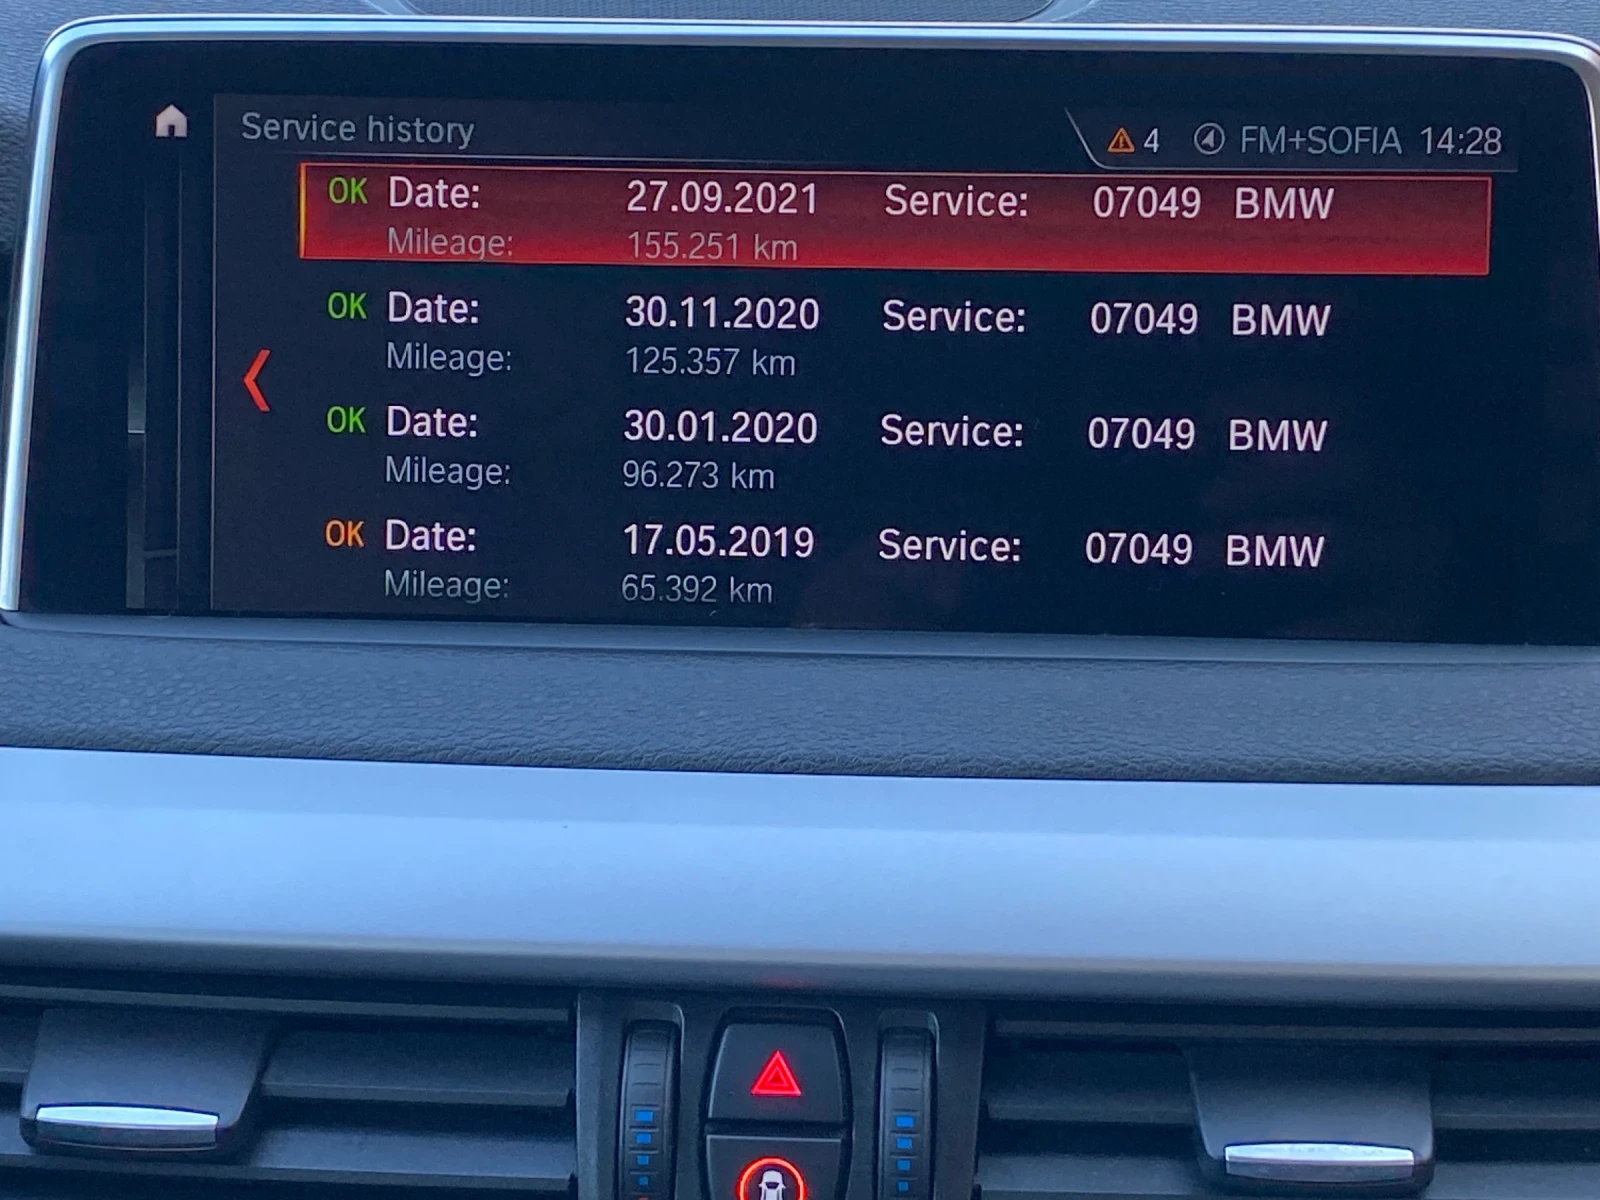 Service history
4 FM+SOFIA 14:28
OK Date: 27.09.2021 Service: 07049 BMW
Mileage: 155.251 km
OK Date: 30.11.2020 Service: 07049 BMW
Mileage: 125.357 km
OK Date: 30.01.2020 Service: 07049 BMW
Mileage: 96.273 km
OK Date: 17.05.2019 Service: 07049 BMW
Mileage: 65.392 km